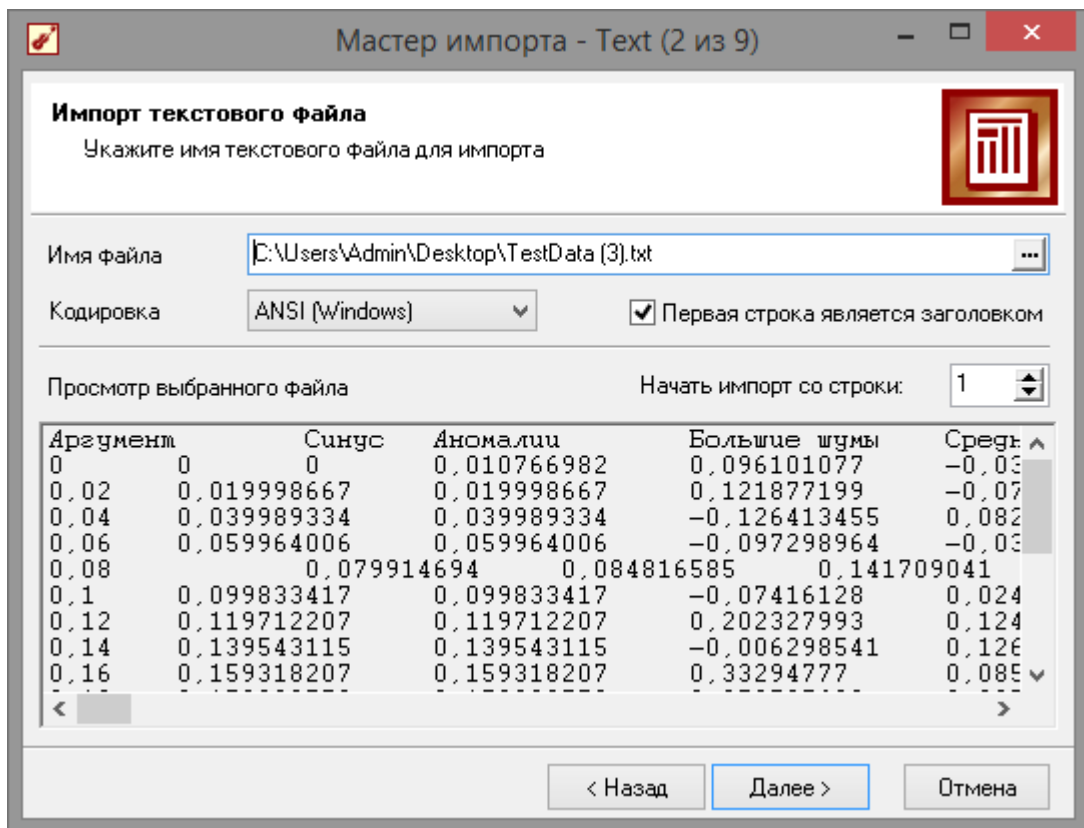 Мастер импорта - Text (2 из 9)
Импорт текстового файла
Укажите имя текстового файла для импорта
Имя файла C:\Users\Admin\Desktop\TestData (3).txt ...
Кодировка ANSI (Windows) Первая строка является заголовком
Просмотр выбранного файла Начать импорт со строки: 1
Аргумент Синус Аномалии Большие шумы
0 0 0 0,010766982 0,096101077 -0,03
0,02 0,019998667 0,019998667 0,121877199 -0,07
0,04 0,039989334 0,039989334 -0,126413455 0,082
0,06 0,059964006 0,059964006 -0,097298964 -0,03
0,08 0,079914694 0,084816585 0,141709041
0,1 0,099833417 0,099833417 -0,07416128 0,024
0,12 0,119712207 0,119712207 0,202327993 0,124
0,14 0,139543115 0,139543115 -0,006298541 0,126
0,16 0,159318207 0,159318207 0,33294777 0,085
< Назад Далее > Отмена